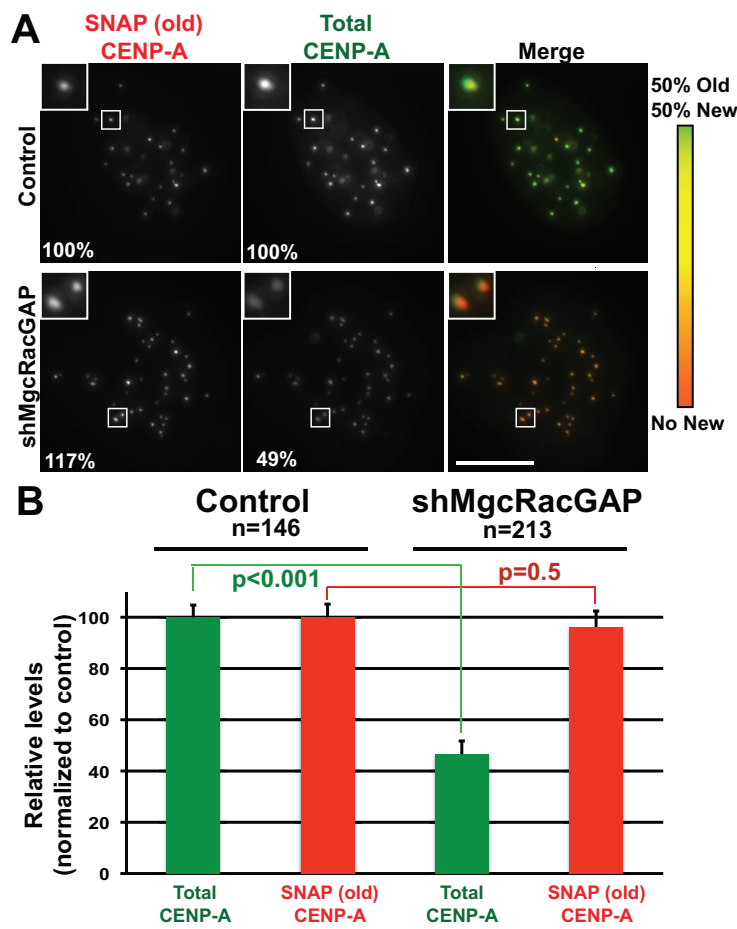 A
SNAP (old)
CENP-A
Total
CENP-A
Merge
50% Old
50% New
Control
100%
100%
shMgcRacGAP
117%
49%
No New
B
Control
n=146
shMgcRacGAP
n=213
p<0.001
p=0.5
Relative levels
(normalized to control)
100
80
60
40
20
0
Total
CENP-A
SNAP (old)
CENP-A
Total
CENP-A
SNAP (old)
CENP-A